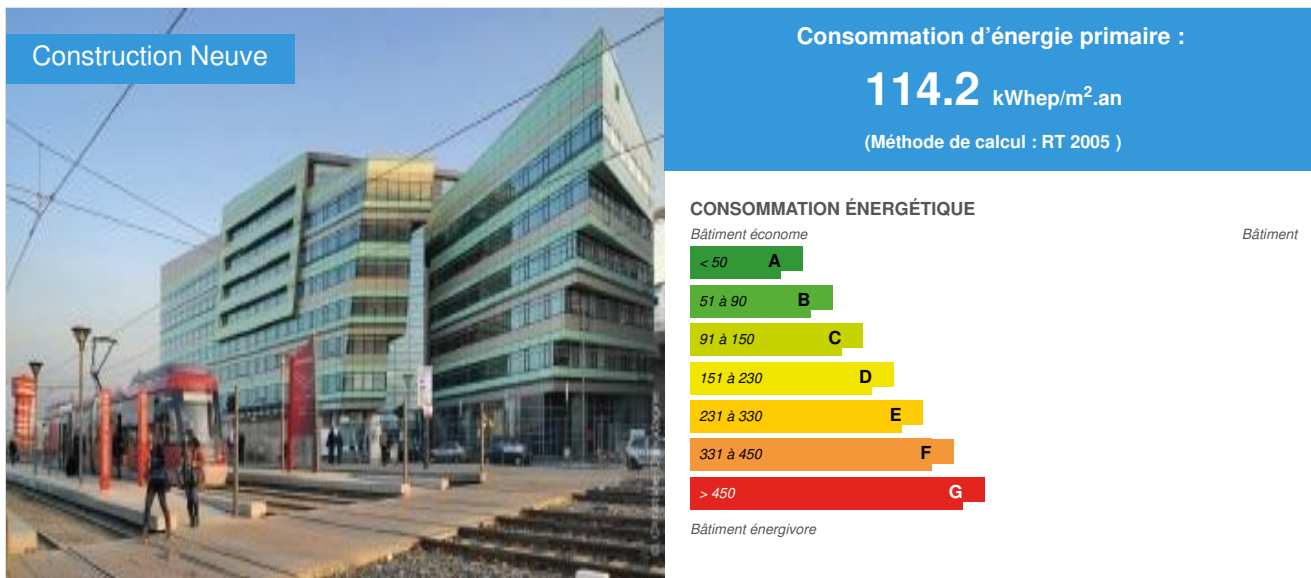 Construction Neuve
Consommation d'énergie primaire :
114.2 kWhep/m².an
(Méthode de calcul : RT 2005 )
CONSOMMATION ÉNERGÉTIQUE
Bâtiment économe
Bâtiment
< 50 A
51 à 90 B
91 à 150 C
151 à 230 D
231 à 330 E
331 à 450 F
> 450 G
Bâtiment énergivore